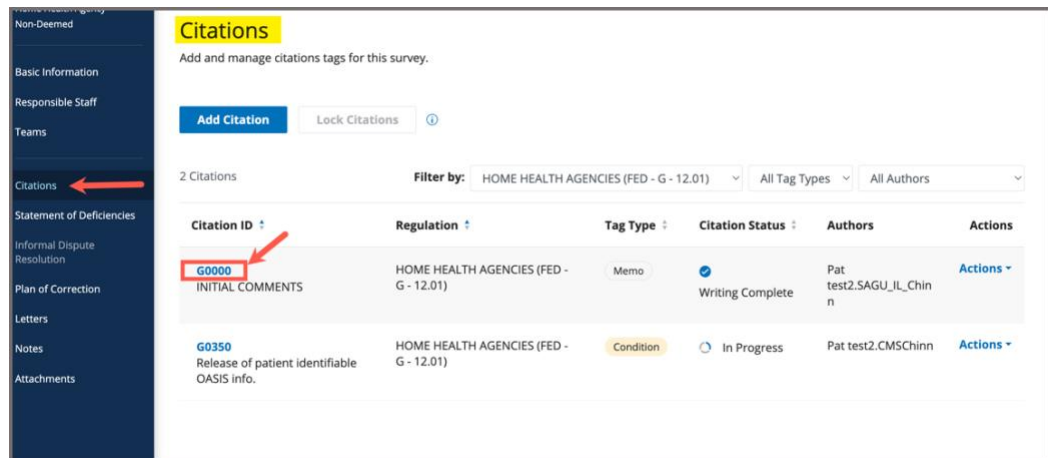 Home Health Agency
Non-Deemed
Basic Information
Responsible Staff
Teams
Citations
Statement of Deficiencies
Informal Dispute
Resolution
Plan of Correction
Letters
Notes
Attachments
Citations
Add and manage citations tags for this survey.
Add Citation
Lock Citations
2 Citations
Filter by:
HOME HEALTH AGENCIES (FED - G - 12.01)
All Tag Types
All Authors
Citation ID
Regulation
Tag Type
Citation Status
Authors
Actions
G0000
INITIAL COMMENTS
HOME HEALTH AGENCIES (FED -
G - 12.01)
Memo
Writing Complete
Pat
test2.SAGU_IL_Chin
n
Actions
G0350
Release of patient identifiable
OASIS info.
HOME HEALTH AGENCIES (FED -
G - 12.01)
Condition
In Progress
Pat test2.CMSChinn
Actions